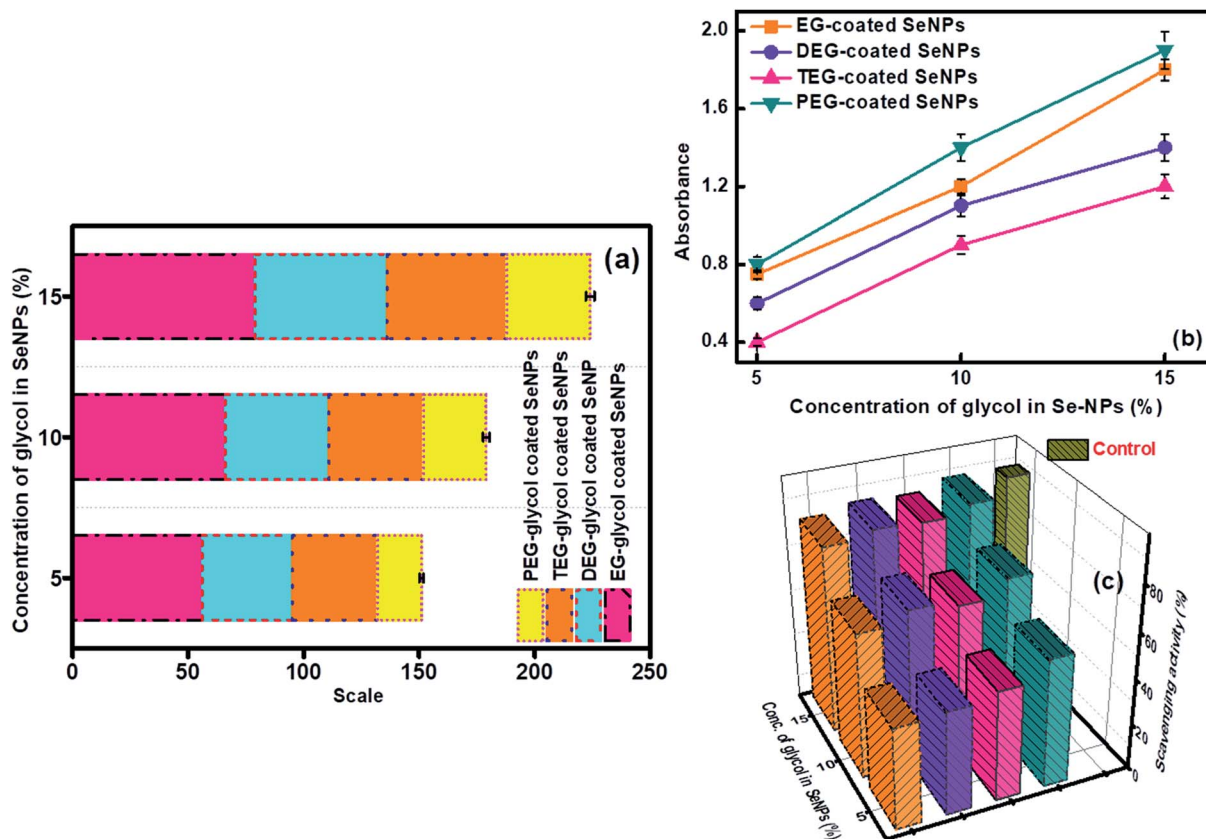 (a)
Concentration of glycol in SeNPs (%)
15
10
5
0
50
100
150
200
250
Scale
PEG-glycol coated SeNPs
TEG-glycol coated SeNPs
DEG-glycol coated SeNP
EG-glycol coated SeNPs
2.0
1.6
1.2
0.8
0.4
Absorbance
EG-coated SeNPs
DEG-coated SeNPs
TEG-coated SeNPs
PEG-coated SeNPs
(b)
5
10
15
Concentration of glycol in Se-NPs (%)
Control
(c)
80
60
40
20
0
Scavenging activity (%)
15
10
5
Conc. of glycol in SeNPs (%)